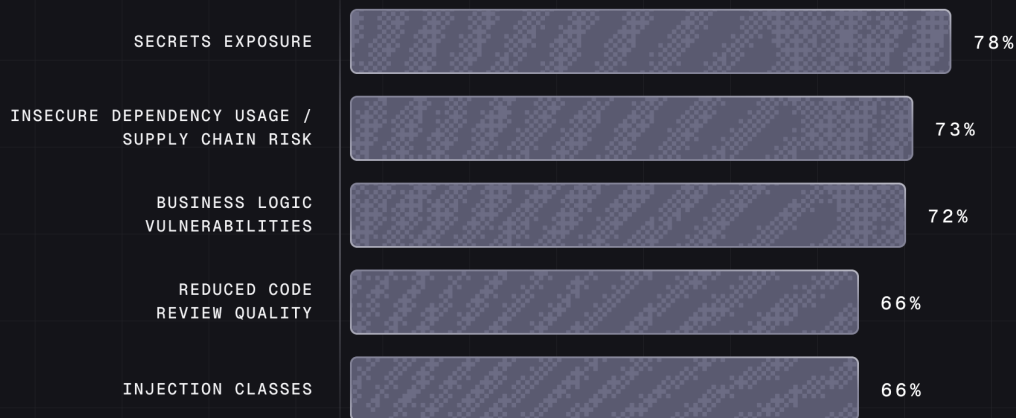 SECRETS EXPOSURE
78%
INSECURE DEPENDENCY USAGE /
SUPPLY CHAIN RISK
73%
BUSINESS LOGIC
VULNERABILITIES
72%
REDUCED CODE
REVIEW QUALITY
66%
INJECTION CLASSES
66%